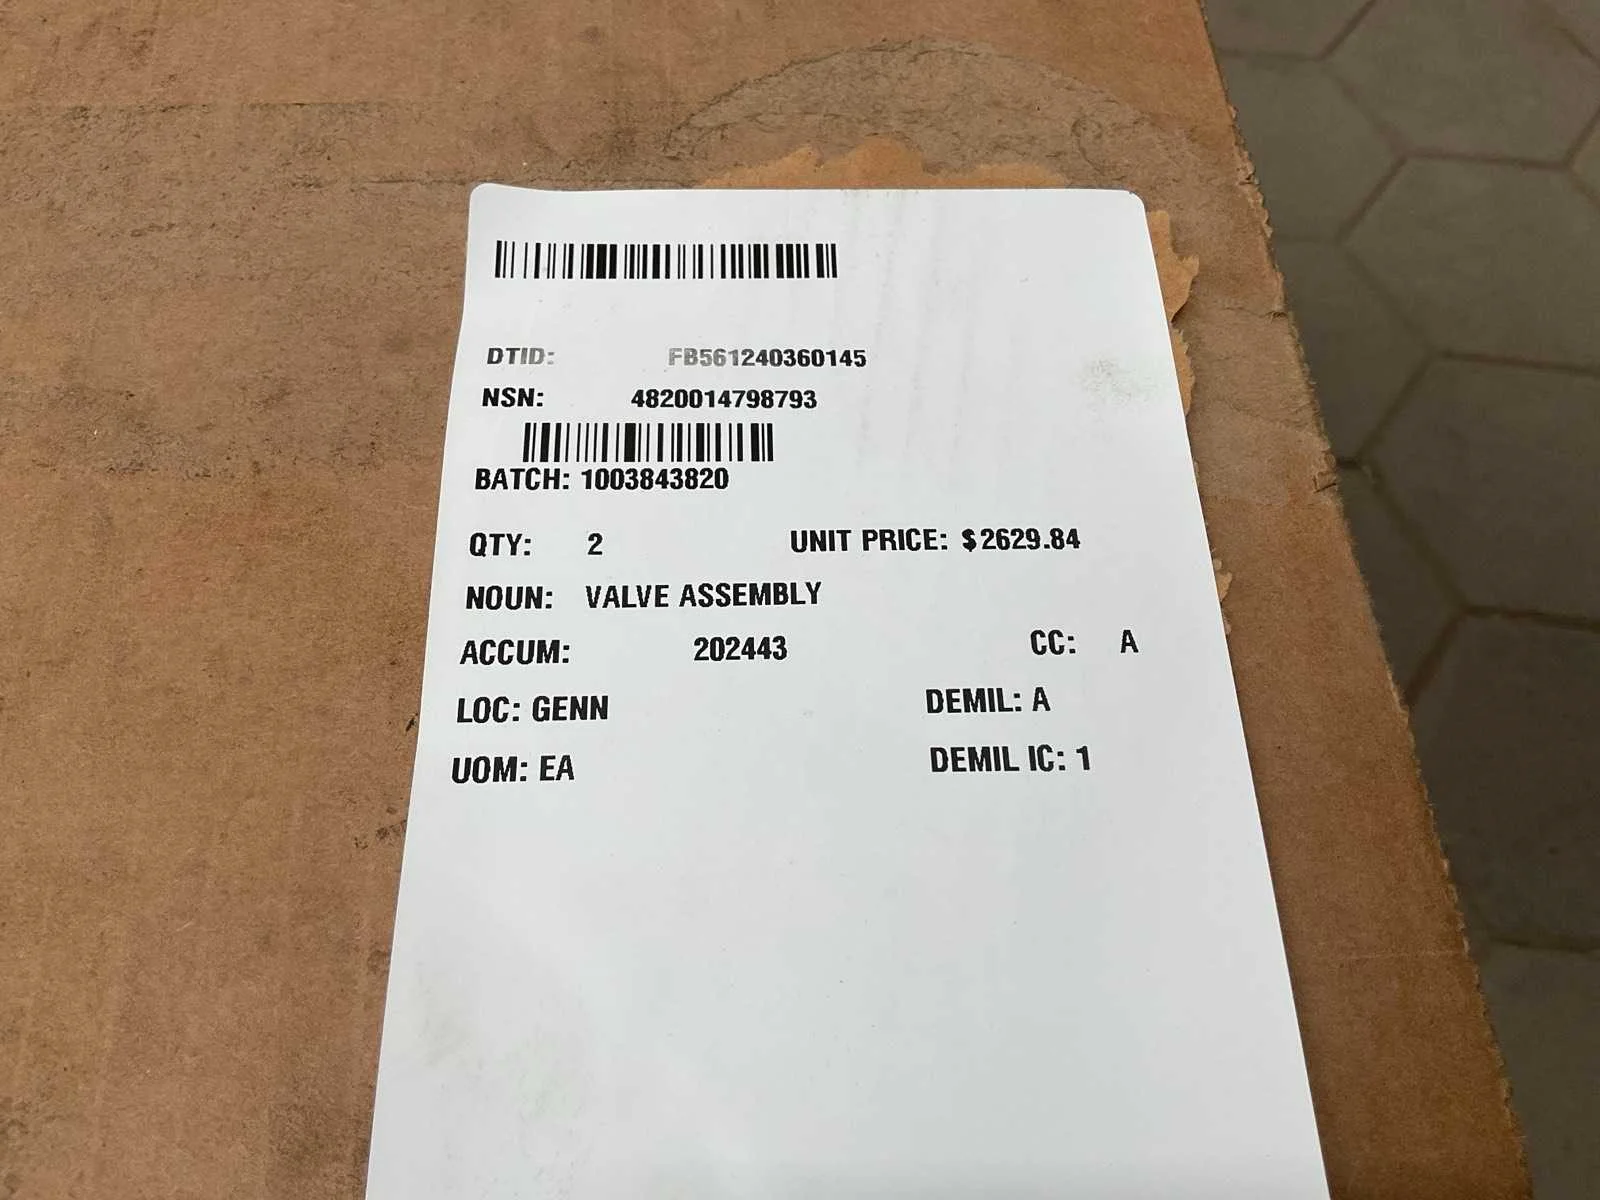 DTID: FB561240360145
NSN: 4820014798793
BATCH: 1003843820
QTY: 2 UNIT PRICE: $2629.84
NOUN: VALVE ASSEMBLY
ACCUM: 202443 CC: A
LOC: GENN DEMIL: A
UOM: EA DEMIL IC: 1